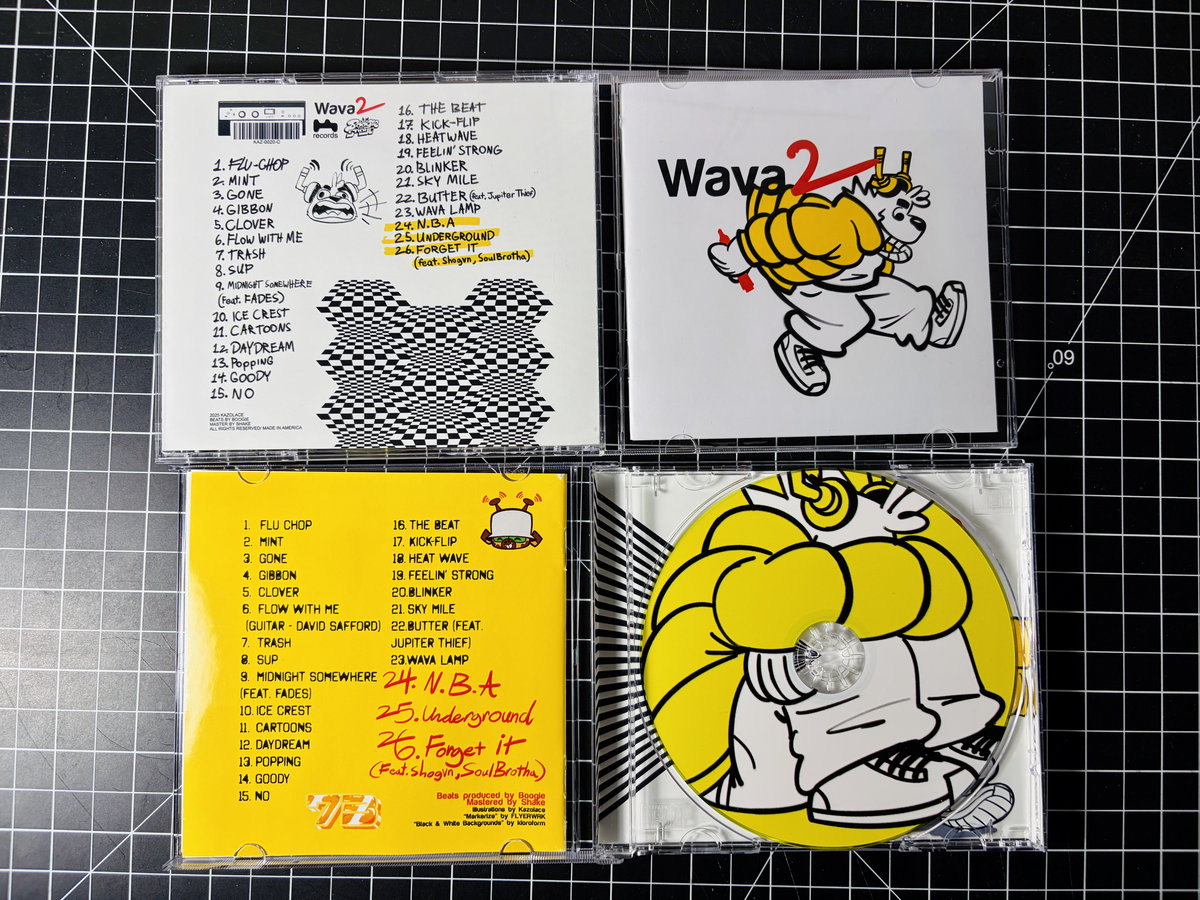 Wava2
records
KAZ-0020-C
1. FLU-CHOP
2. MINT
3. GONE
4. GIBBON
5. CLOVER
6. FLOW WITH ME
7. TRASH
8. SUP
9. MIDNIGHT SOMEWHERE
(feat. FADES)
10. ICE CREST
11. CARTOONS
12. DAYDREAM
13. POPPING
14. GOODY
15. NO
16. THE BEAT
17. KICK-FLIP
18. HEATWAVE
19. FEELIN' STRONG
20. BLINKER
21. SKY MILE
22. BUTTER (feat. Jupiter Thief)
23. WAVA LAMP
24. N.B.A
25. UNDERGROUND
26. FORGET IT
(feat. Shogvn, SoulBrotha)
2025 KAZOLACE
BEATS BY BOOGIE
MASTER BY SHAKE
ALL RIGHTS RESERVED/ MADE IN AMERICA
Wava2
09
1. FLU CHOP
2. MINT
3. GONE
4. GIBBON
5. CLOVER
6. FLOW WITH ME
(GUITAR - DAVID SAFFORD)
7. TRASH
8. SUP
9. MIDNIGHT SOMEWHERE
(FEAT. FADES)
10. ICE CREST
11. CARTOONS
12. DAYDREAM
13. POPPING
14. GOODY
15. NO
16. THE BEAT
17. KICK-FLIP
18. HEAT WAVE
19. FEELIN' STRONG
20. BLINKER
21. SKY MILE
22. BUTTER (FEAT.
JUPITER THIEF)
23. WAVA LAMP
24. N.B.A
25. Underground
26. Forget it
(Feat. Shogvn, SoulBrotha)
Beats produced by Boogie
Mastered by Shake
Illustrations by Kazolace
"Markerize" by FLYERWRK
"Black & White Backgrounds" by kloroform